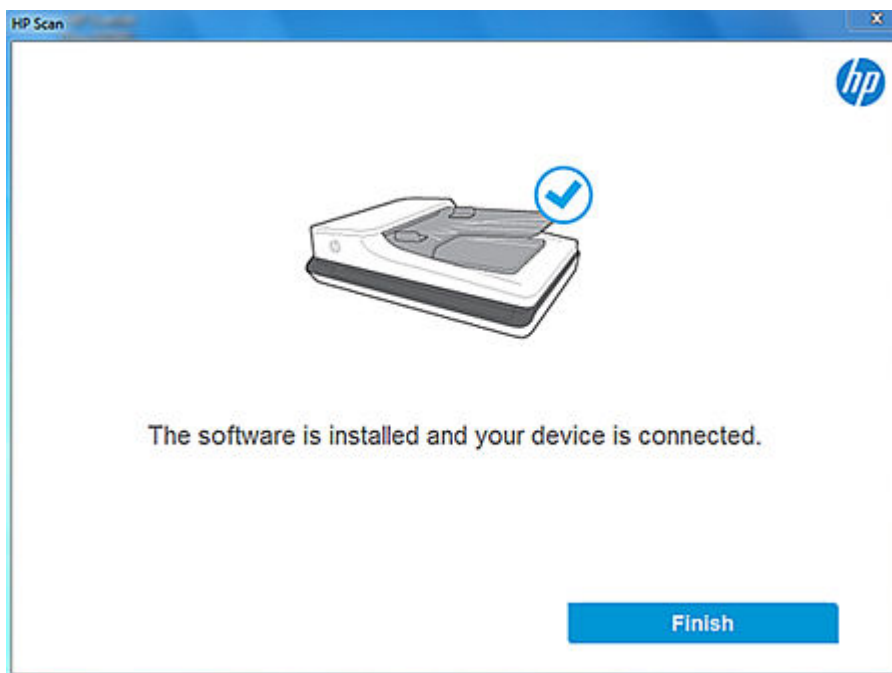 HP Scan
hp
The software is installed and your device is connected.
Finish